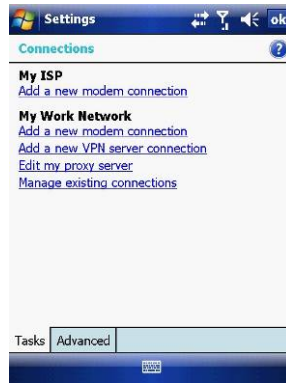 Settings
ok
Connections
?
My ISP
Add a new modem connection
My Work Network
Add a new modem connection
Add a new VPN server connection
Edit my proxy server
Manage existing connections
Tasks Advanced